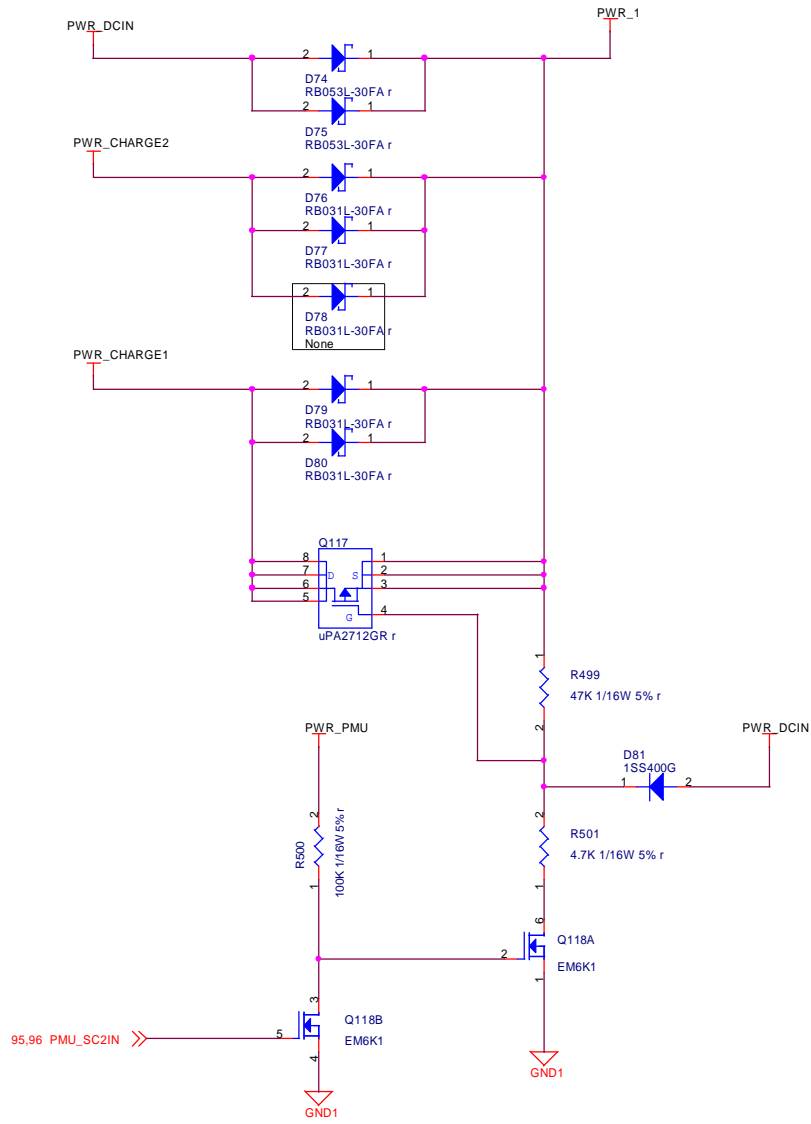 PWR_DCIN
PWR_1
2 1
D74
RB053L-30FA r
2 1
D75
RB053L-30FA r
PWR_CHARGE2
2 1
D76
RB031L-30FA r
2 1
D77
RB031L-30FA r
2 1
D78
RB031L-30FA r
None
PWR_CHARGE1
2 1
D79
RB031L-30FA r
2 1
D80
RB031L-30FA r
Q117
8 1
7 D S 2
6 3
5 G 4
uPA2712GR r
1
R499
47K 1/16W 5% r
2
PWR_PMU
PWR_DCIN
D81
1SS400G
1 2
2
R500
100K 1/16W 5% r
1
2
R501
4.7K 1/16W 5% r
1
6
Q118A
2
EM6K1
1
3
Q118B
95,96 PMU_SC2IN
5
EM6K1
4
GND1
GND1